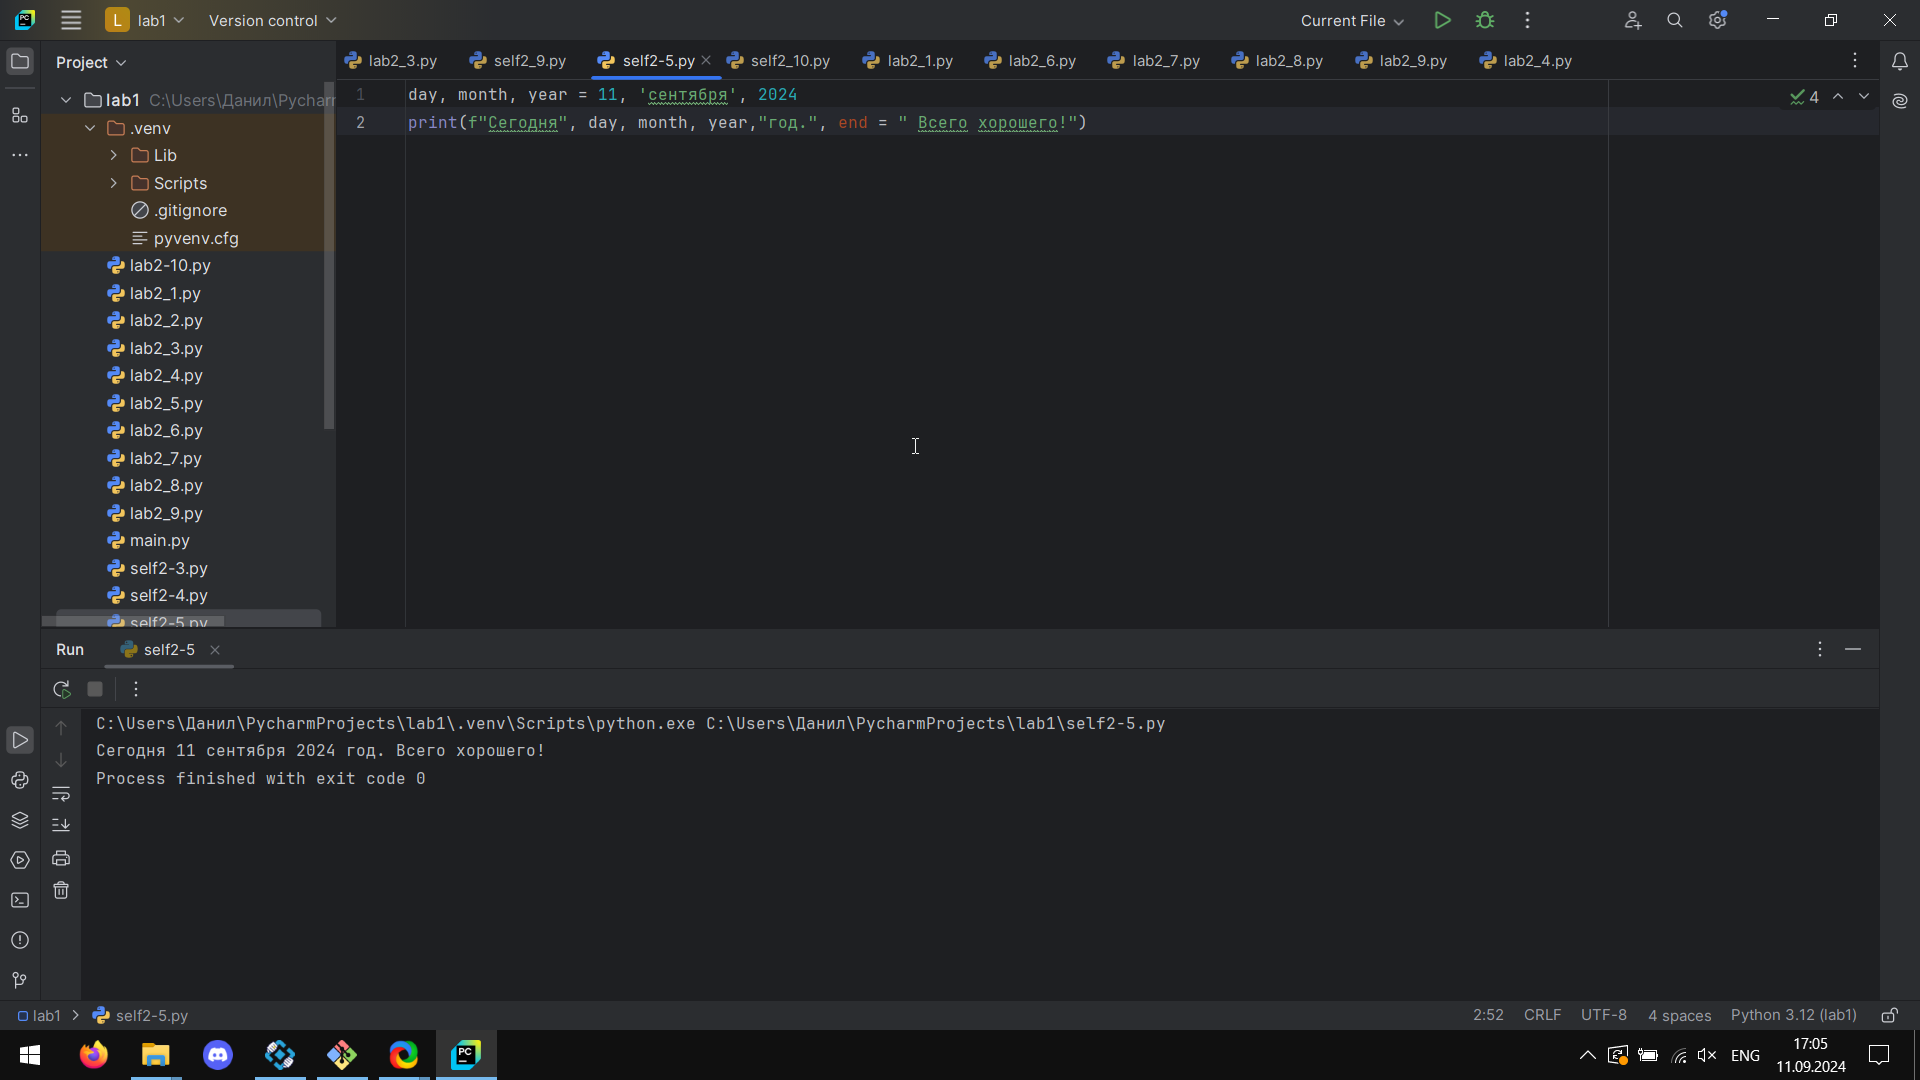 L lab1 Version control Current File
Project
lab2_3.py self2_9.py self2-5.py self2_10.py lab2_1.py lab2_6.py lab2_7.py lab2_8.py lab2_9.py lab2_4.py
lab1 C:\Users\Данил\Pycharm
.venv
Lib
Scripts
.gitignore
pyvenv.cfg
lab2-10.py
lab2_1.py
lab2_2.py
lab2_3.py
lab2_4.py
lab2_5.py
lab2_6.py
lab2_7.py
lab2_8.py
lab2_9.py
main.py
self2-3.py
self2-4.py
self2-5.py
1 day, month, year = 11, 'сентября', 2024
2 print(f"Сегодня", day, month, year,"год.", end = " Всего хорошего!")
4
Run self2-5
C:\Users\Данил\PycharmProjects\lab1\.venv\Scripts\python.exe C:\Users\Данил\PycharmProjects\lab1\self2-5.py
Сегодня 11 сентября 2024 год. Всего хорошего!
Process finished with exit code 0
lab1 > self2-5.py 2:52 CRLF UTF-8 4 spaces Python 3.12 (lab1)
PC ENG 17:05
11.09.2024